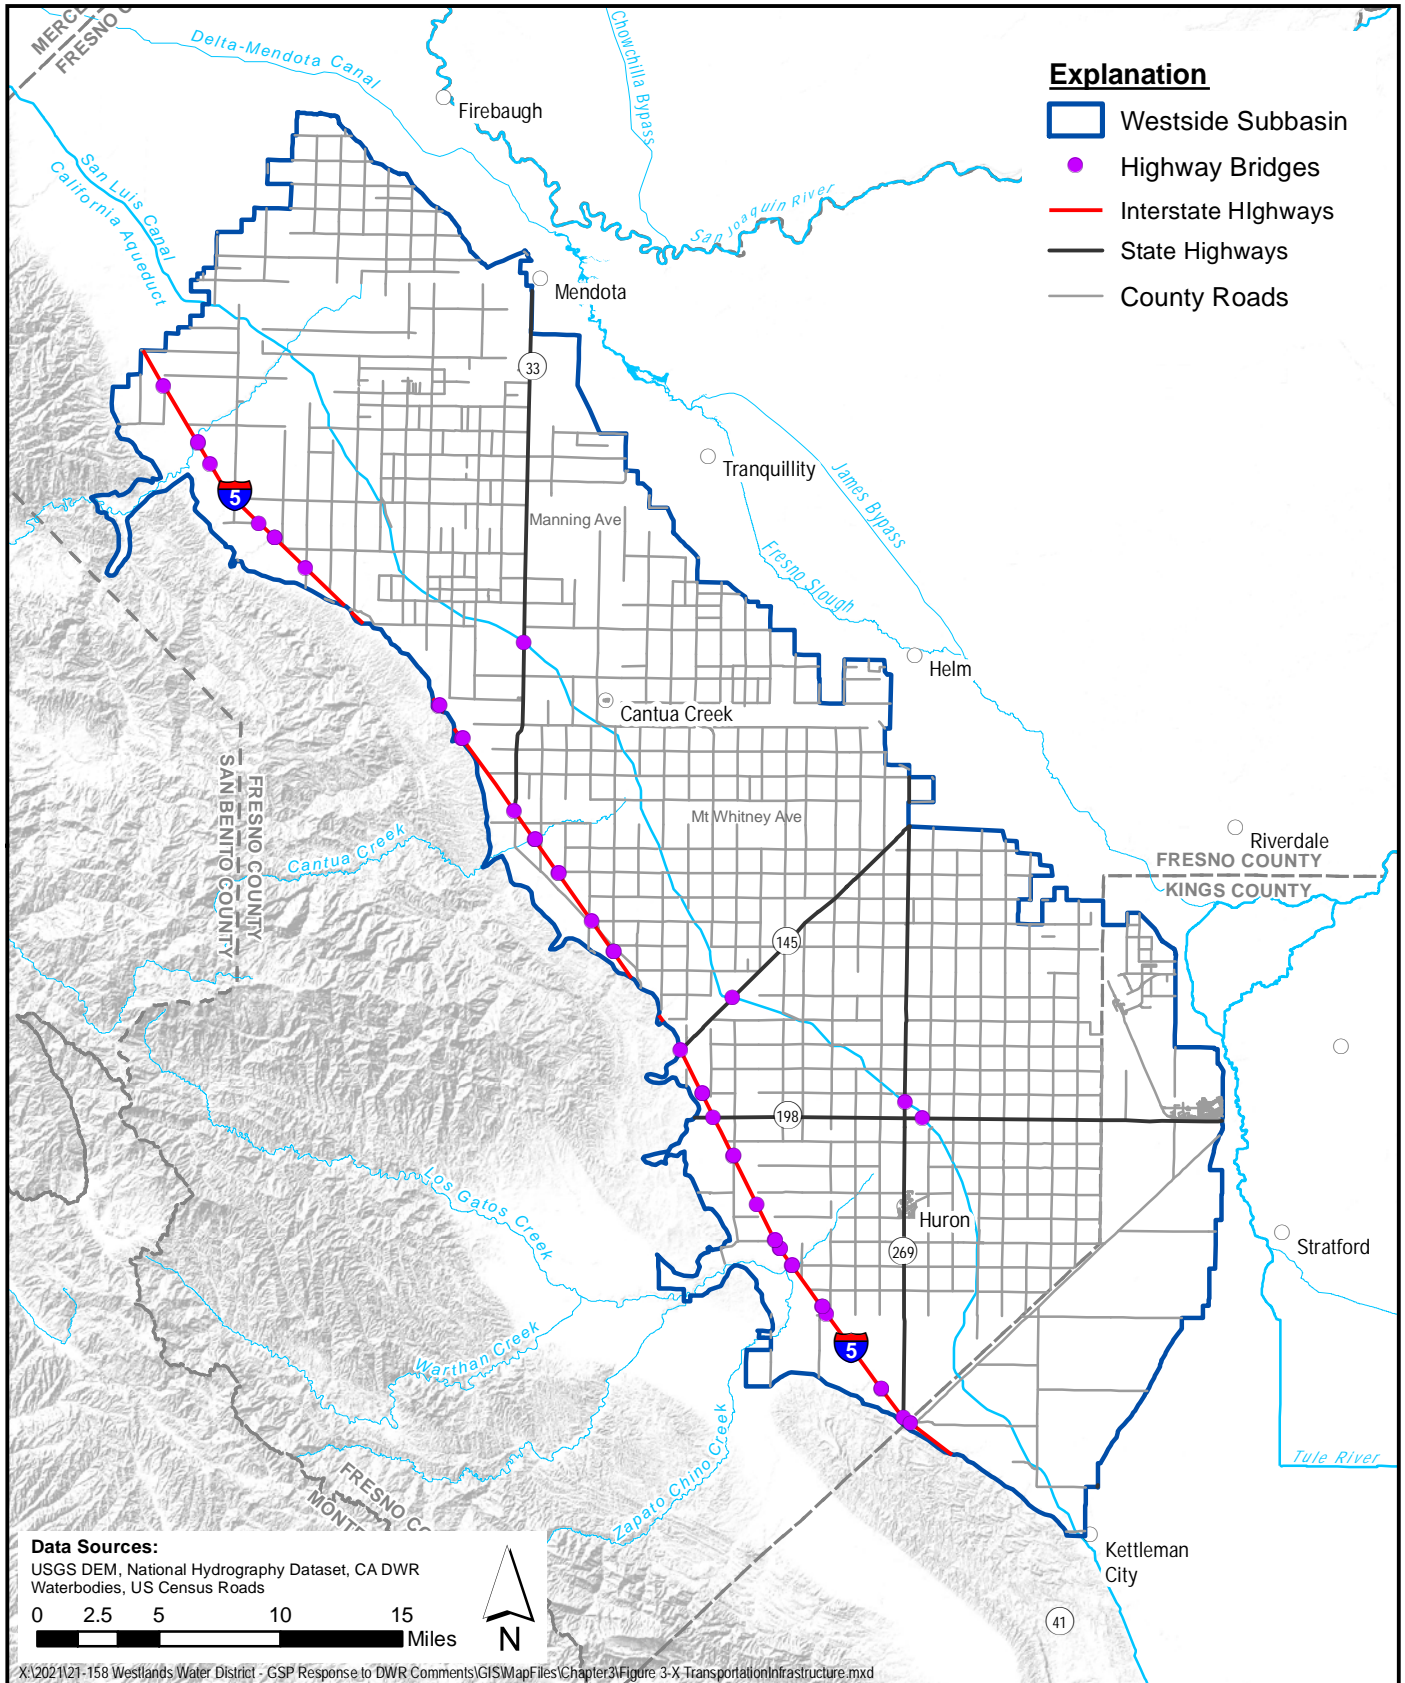 MERCE
FRESNO C
Delta-Mendota Canal
Chowchilla Bypass
Firebaugh
Explanation
Westside Subbasin
Highway Bridges
Interstate HIghways
State Highways
County Roads
San Luis Canal
California Aqueduct
San Joaquin River
Mendota
33
Tranquillity
James Bypass
5
Manning Ave
Fresno Slough
Helm
Cantua Creek
FRESNO COUNTY
SAN BENITO COUNTY
Mt Whitney Ave
Cantua Creek
Riverdale
FRESNO COUNTY
KINGS COUNTY
145
198
Los Gatos Creek
Huron
269
Stratford
Warthan Creek
5
Zapato Chino Creek
Tule River
FRESNO CO
MONT
Kettleman
City
41
Data Sources:
USGS DEM, National Hydrography Dataset, CA DWR
Waterbodies, US Census Roads
0 2.5 5 10 15
Miles
N
X:\2021\21-158 Westlands Water District - GSP Response to DWR Comments\GIS\MapFiles\Chapter3\Figure 3-X TransportationInfrastructure.mxd